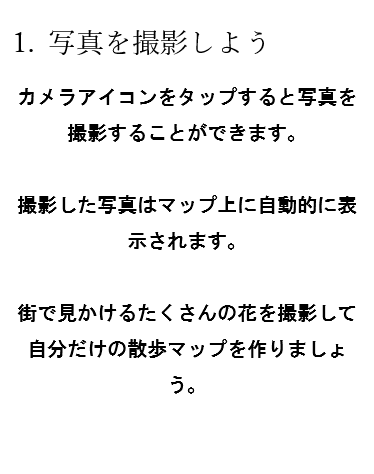 1. 写真を撮影しよう
カメラアイコンをタップすると写真を
撮影することができます。
撮影した写真はマップ上に自動的に表
示されます。
街で見かけるたくさんの花を撮影して
自分だけの散歩マップを作りましょ
う。